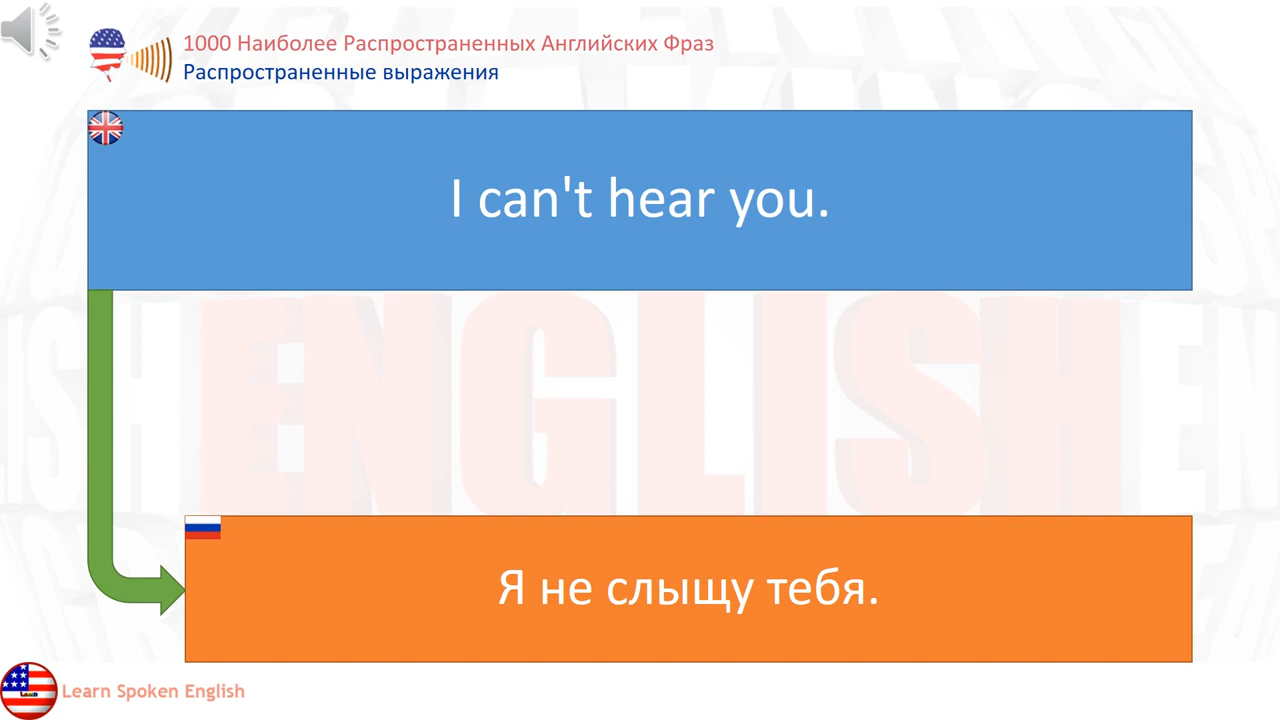 1000 Наиболее Распространенных Английских Фраз
Распространенные выражения
I can't hear you.
ENGLISH
Я не слыщу тебя.
Learn Spoken English